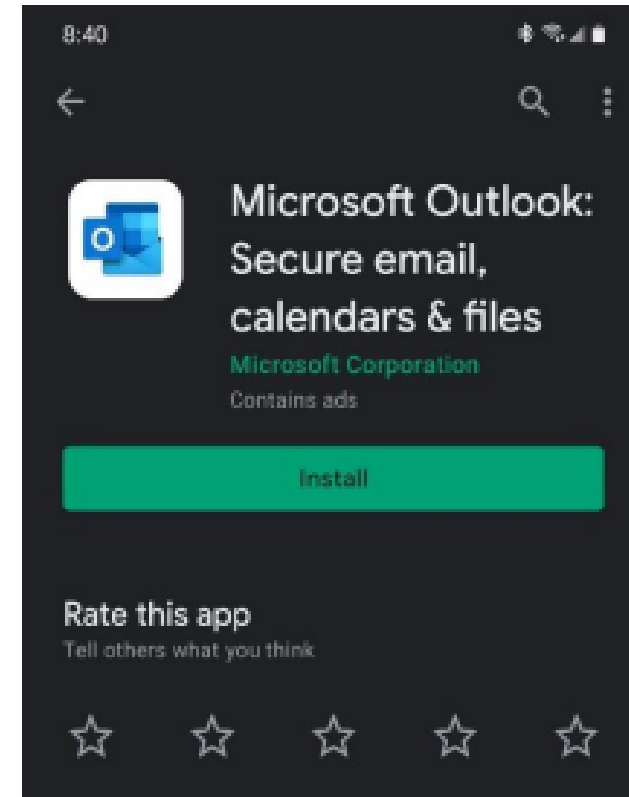 8:40
Microsoft Outlook:
Secure email,
calendars & files
Microsoft Corporation
Contains ads
Install
Rate this app
Tell others what you think